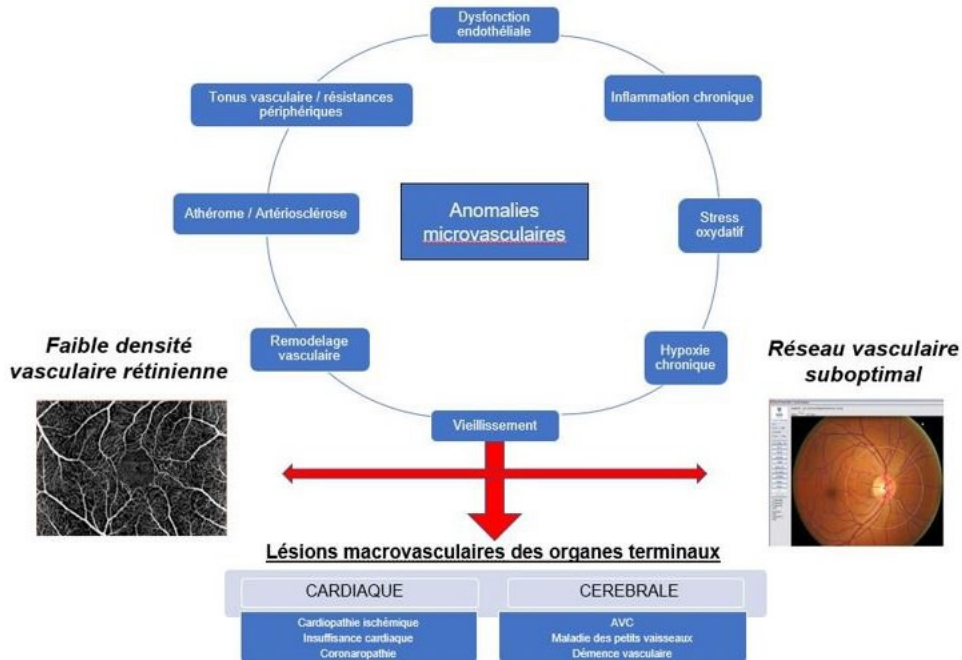 Dysfonction
endothéliale
Tonus vasculaire / résistances
périphériques
Inflammation chronique
Athérome / Artériosclérose
Anomalies
microvasculaires
Stress
oxydatif
Remodelage
vasculaire
Hypoxie
chronique
Faible densité
vasculaire rétinienne
Réseau vasculaire
suboptimal
Vieillissement
Lésions macrovasculaires des organes terminaux
CARDIAQUE
CEREBRALE
Cardiopathie ischémique
Insuffisance cardiaque
Coronaropathie
AVC
Maladie des petits vaisseaux
Démence vasculaire